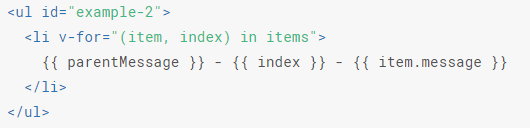 <ul id="example-2">
  <li v-for="(item, index) in items">
    {{ parentMessage }} - {{ index }} - {{ item.message }}
  </li>
</ul>